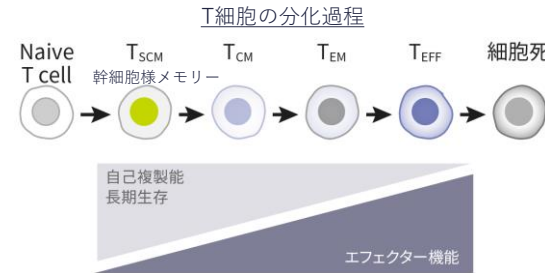 T細胞の分化過程
Naive
T cell
TSCM
幹細胞様メモリー
TCM
TEM
TEFF
細胞死
自己複製能
長期生存
エフェクター機能